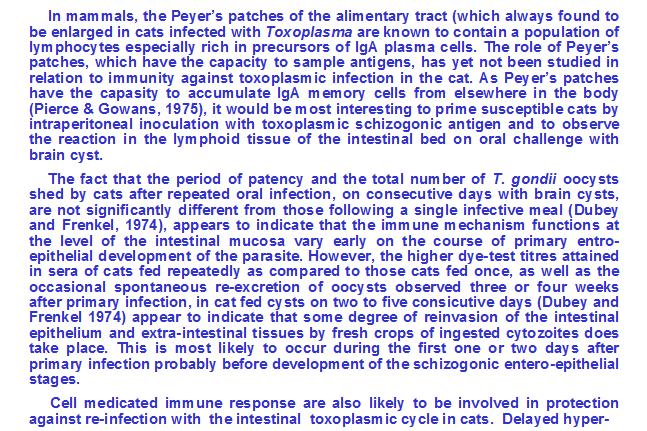 In mammals, the Peyer's patches of the alimentary tract (which always found to
be enlarged in cats infected with Toxoplasma are known to contain a population of
lymphocytes especially rich in precursors of IgA plasma cells. The role of Peyer's
patches, which have the capacity to sample antigens, has yet not been studied in
relation to immunity against toxoplasmic infection in the cat. As Peyer's patches
have the capasity to accumulate IgA memory cells from elsewhere in the body
(Pierce & Gowans, 1975), it would be most interesting to prime susceptible cats by
intraperitoneal inoculation with toxoplasmic schizogonic antigen and to observe
the reaction in the lymphoid tissue of the intestinal bed on oral challenge with
brain cyst.
The fact that the period of patency and the total number of T. gondii oocysts
shed by cats after repeated oral infection, on consecutive days with brain cysts,
are not significantly different from those following a single infective meal (Dubey
and Frenkel, 1974), appears to indicate that the immune mechanism functions at
the level of the intestinal mucosa vary early on the course of primary entro-
epithelial development of the parasite. However, the higher dye-test titres attained
in sera of cats fed repeatedly as compared to those cats fed once, as well as the
occasional spontaneous re-excretion of oocysts observed three or four weeks
after primary infection, in cat fed cysts on two to five consicutive days (Dubey and
Frenkel 1974) appear to indicate that some degree of reinvasion of the intestinal
epithelium and extra-intestinal tissues by fresh crops of ingested cytozoites does
take place. This is most likely to occur during the first one or two days after
primary infection probably before development of the schizogonic entero-epithelial
stages.
Cell medicated immune response are also likely to be involved in protection
against re-infection with the intestinal toxoplasmic cycle in cats. Delayed hyper-